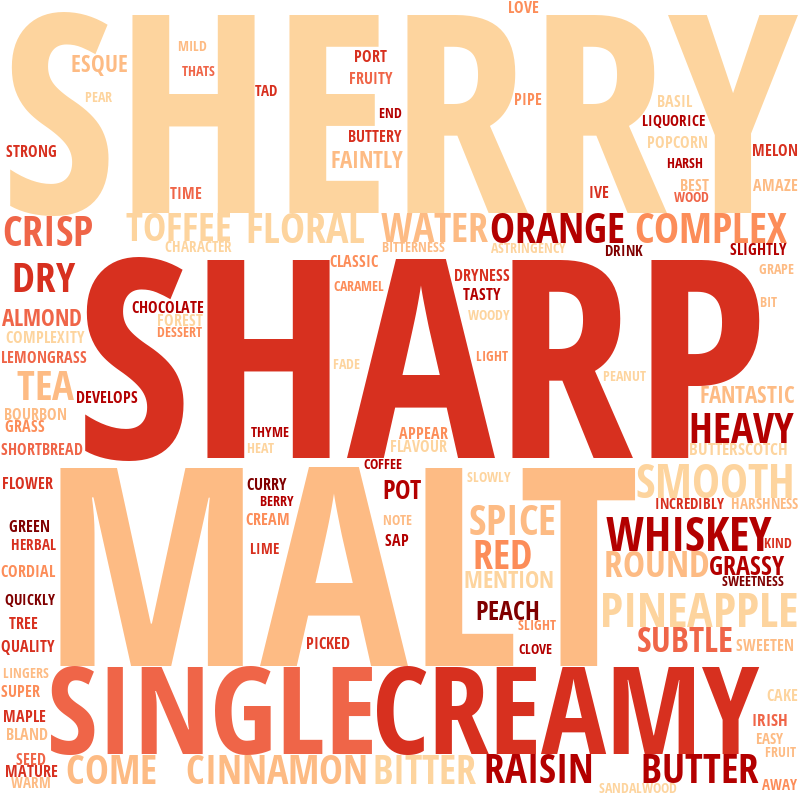 LOVE
SHERRY
MILD
ESQUE
THATS
PEAR
TAD
PORT
FRUITY
END
BUTTERY
FAINTLY
PIPE
BASIL
LIQUORICE
POPCORN
HARSH
MELON
STRONG
TIME
IVE
BEST
WOOD
AMAZE
CRISP
TOFFEE
FLORAL
WATER
ORANGE
COMPLEX
CHARACTER
BITTERNESS
ASTRINGENCY
DRINK
SLIGHTLY
DRY
CLASSIC
DRYNESS
GRAPE
SHARP
CARAMEL
TASTY
BIT
CHOCOLATE
FOREST
DESSERT
WOODY
ALMOND
COMPLEXITY
LEMONGRASS
FADE
LIGHT
PEANUT
TEA
DEVELOPS
FANTASTIC
BOURBON
GRASS
THYME
APPEAR
HEAVY
SHORTBREAD
HEAT
FLAVOUR
BUTTERSCOTCH
COFFEE
MALT
FLOWER
CURRY
POT
SLOWLY
SMOOTH
BERRY
INCREDIBLY
HARSHNESS
GREEN
CREAM
NOTE
SPICE
WHISKEY
HERBAL
LIME
SAP
RED
KIND
CORDIAL
ROUND
GRASSY
MENTION
SWEETNESS
QUICKLY
PEACH
PINEAPPLE
TREE
SLIGHT
QUALITY
PICKED
CLOVE
SUBTLE
SWEETEN
LINGERS
SINGLE
CREAMY
SUPER
CAKE
MAPLE
IRISH
BLAND
EASY
SEED
FRUIT
MATURE
COME
CINNAMON
BITTER
RAISIN
BUTTER
WARM
SANDALWOOD
AWAY